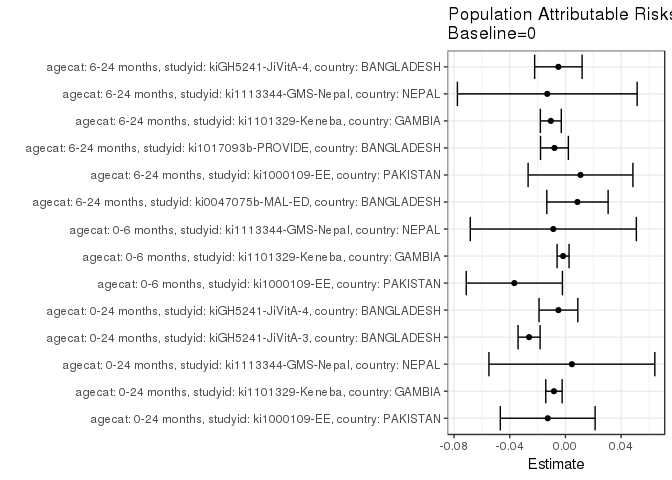 Population Attributable Risks
Baseline=0
agecat: 6-24 months, studyid: kiGH5241-JiVitA-4, country: BANGLADESH
agecat: 6-24 months, studyid: ki1113344-GMS-Nepal, country: NEPAL
agecat: 6-24 months, studyid: ki1101329-Keneba, country: GAMBIA
agecat: 6-24 months, studyid: ki1017093b-PROVIDE, country: BANGLADESH
agecat: 6-24 months, studyid: ki1000109-EE, country: PAKISTAN
agecat: 6-24 months, studyid: ki0047075b-MAL-ED, country: BANGLADESH
agecat: 0-6 months, studyid: ki1113344-GMS-Nepal, country: NEPAL
agecat: 0-6 months, studyid: ki1101329-Keneba, country: GAMBIA
agecat: 0-6 months, studyid: ki1000109-EE, country: PAKISTAN
agecat: 0-24 months, studyid: kiGH5241-JiVitA-4, country: BANGLADESH
agecat: 0-24 months, studyid: kiGH5241-JiVitA-3, country: BANGLADESH
agecat: 0-24 months, studyid: ki1113344-GMS-Nepal, country: NEPAL
agecat: 0-24 months, studyid: ki1101329-Keneba, country: GAMBIA
agecat: 0-24 months, studyid: ki1000109-EE, country: PAKISTAN
-0.08 -0.04 0.00 0.04
Estimate